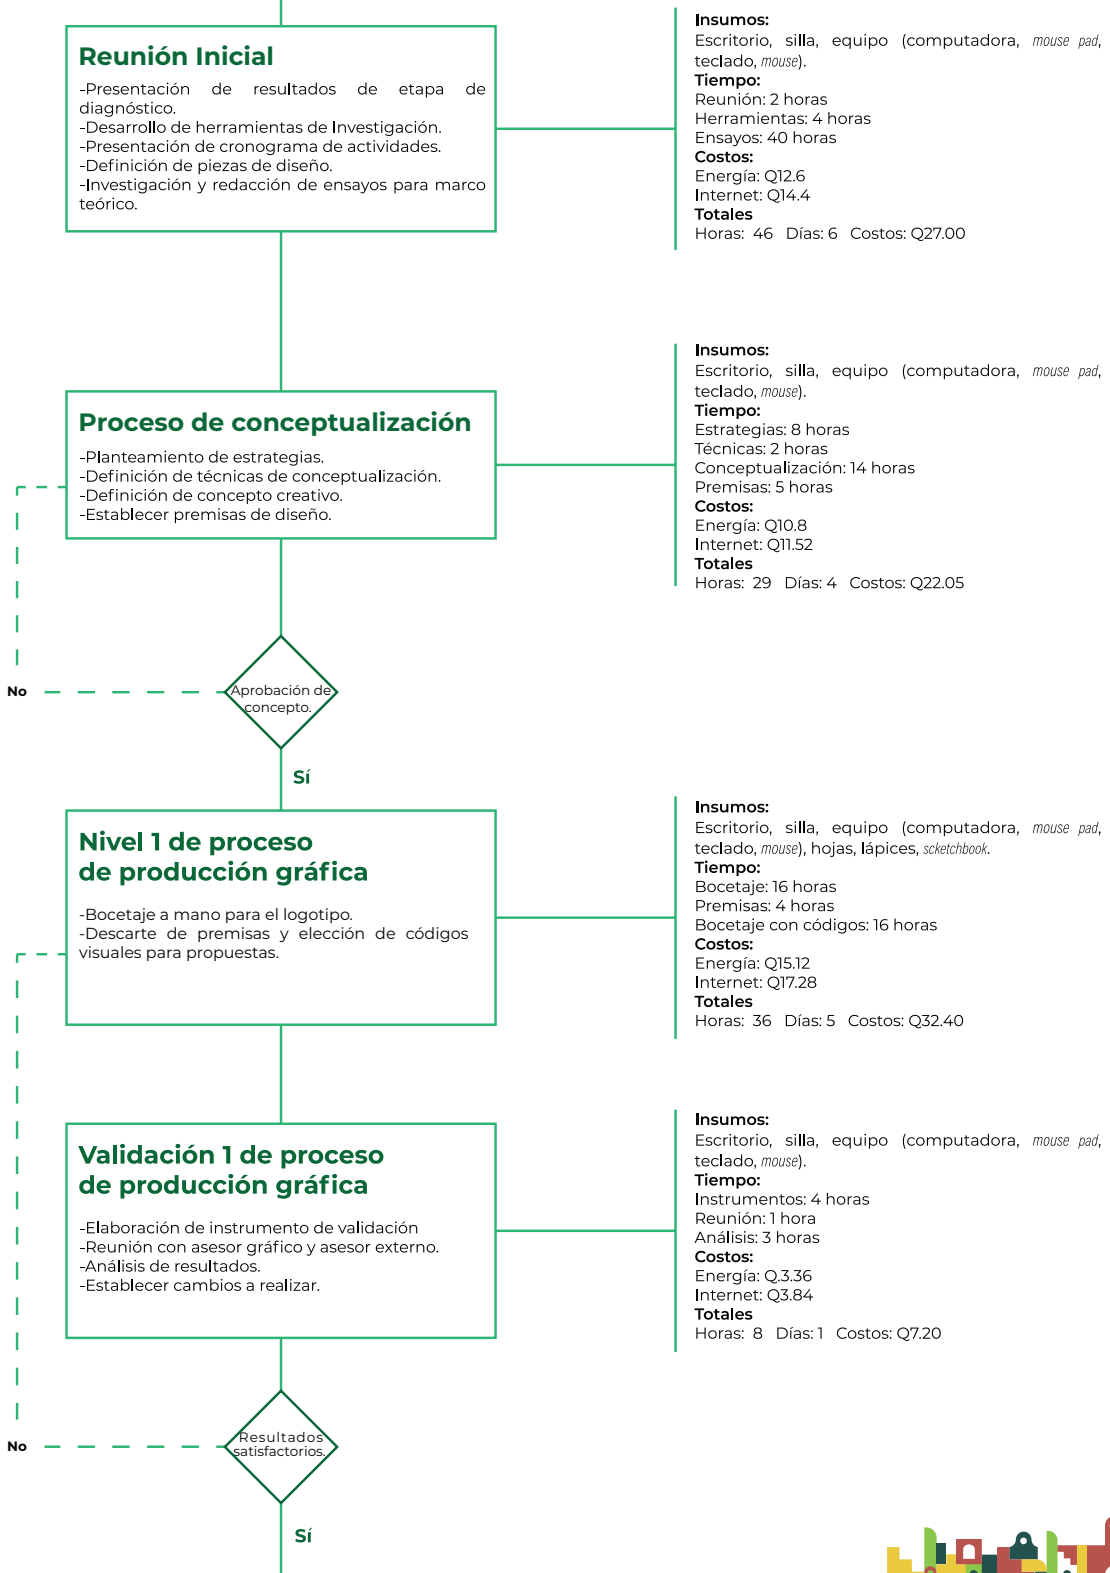 Reunión Inicial
-Presentación de resultados de etapa de
diagnóstico.
-Desarrollo de herramientas de Investigación.
-Presentación de cronograma de actividades.
-Definición de piezas de diseño.
-Investigación y redacción de ensayos para marco
teórico.
Insumos:
Escritorio, silla, equipo (computadora, mouse pad,
teclado, mouse).
Tiempo:
Reunión: 2 horas
Herramientas: 4 horas
Ensayos: 40 horas
Costos:
Energía: Q12.6
Internet: Q14.4
Totales
Horas: 46 Días: 6 Costos: Q27.00
Proceso de conceptualización
-Planteamiento de estrategias.
-Definición de técnicas de conceptualización.
-Definición de concepto creativo.
-Establecer premisas de diseño.
Insumos:
Escritorio, silla, equipo (computadora, mouse pad,
teclado, mouse).
Tiempo:
Estrategias: 8 horas
Técnicas: 2 horas
Conceptualización: 14 horas
Premisas: 5 horas
Costos:
Energía: Q10.8
Internet: Q11.52
Totales
Horas: 29 Días: 4 Costos: Q22.05
No
Aprobación de
concepto.
Sí
Nivel 1 de proceso
de producción gráfica
-Bocetaje a mano para el logotipo.
-Descarte de premisas y elección de códigos
visuales para propuestas.
Insumos:
Escritorio, silla, equipo (computadora, mouse pad,
teclado, mouse), hojas, lápices, scketchbook.
Tiempo:
Bocetaje: 16 horas
Premisas: 4 horas
Bocetaje con códigos: 16 horas
Costos:
Energía: Q15.12
Internet: Q17.28
Totales
Horas: 36 Días: 5 Costos: Q32.40
Validación 1 de proceso
de producción gráfica
-Elaboración de instrumento de validación
-Reunión con asesor gráfico y asesor externo.
-Análisis de resultados.
-Establecer cambios a realizar.
Insumos:
Escritorio, silla, equipo (computadora, mouse pad,
teclado, mouse).
Tiempo:
Instrumentos: 4 horas
Reunión: 1 hora
Análisis: 3 horas
Costos:
Energía: Q.3.36
Internet: Q3.84
Totales
Horas: 8 Días: 1 Costos: Q7.20
No
Resultados
satisfactorios.
Sí